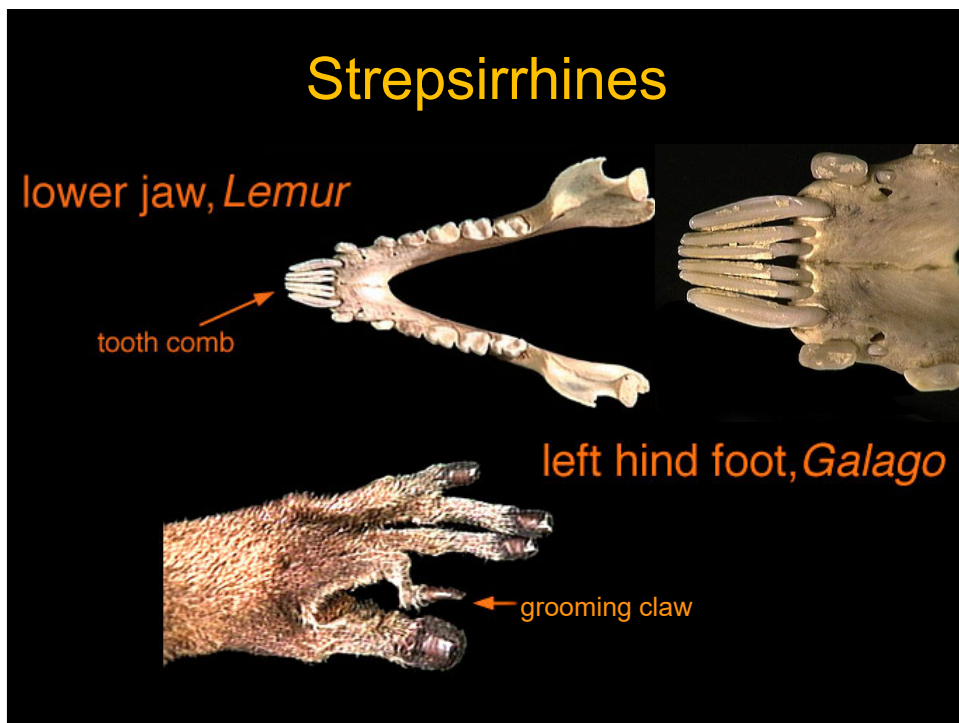 Strepsirrhines
lower jaw, Lemur
tooth comb
left hind foot, Galago
grooming claw